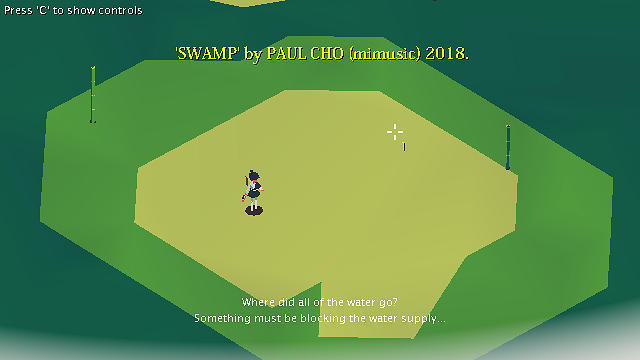 Press 'C' to show controls
'SWAMP' by PAUL CHO (mimusic) 2018.
Where did all of the water go?
Something must be blocking the water supply...